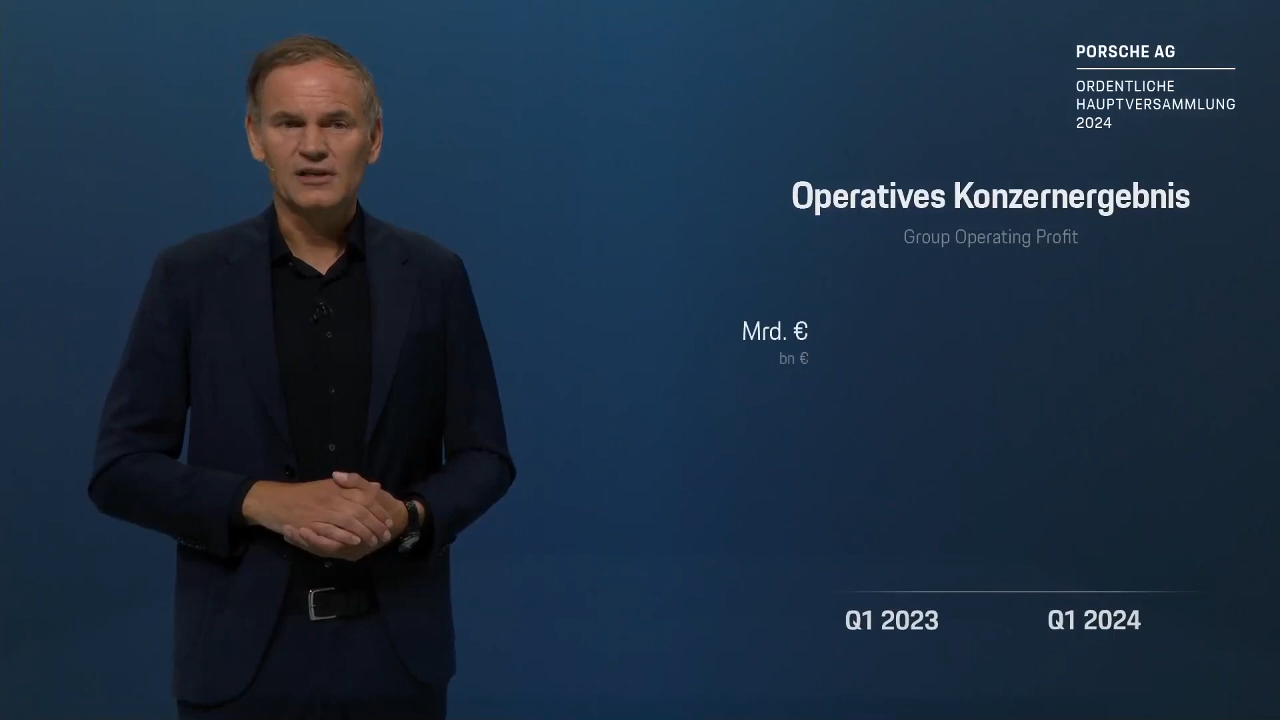 PORSCHE AG
ORDENTLICHE
HAUPTVERSAMMLUNG
2024
Operatives Konzernergebnis
Group Operating Profit
Mrd. €
bn €
Q1 2023
Q1 2024